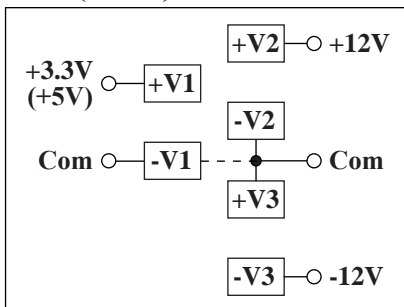 +V2 +12V
+3.3V
(+5V) +V1
-V2
Com -V1 Com
+V3
-V3 -12V